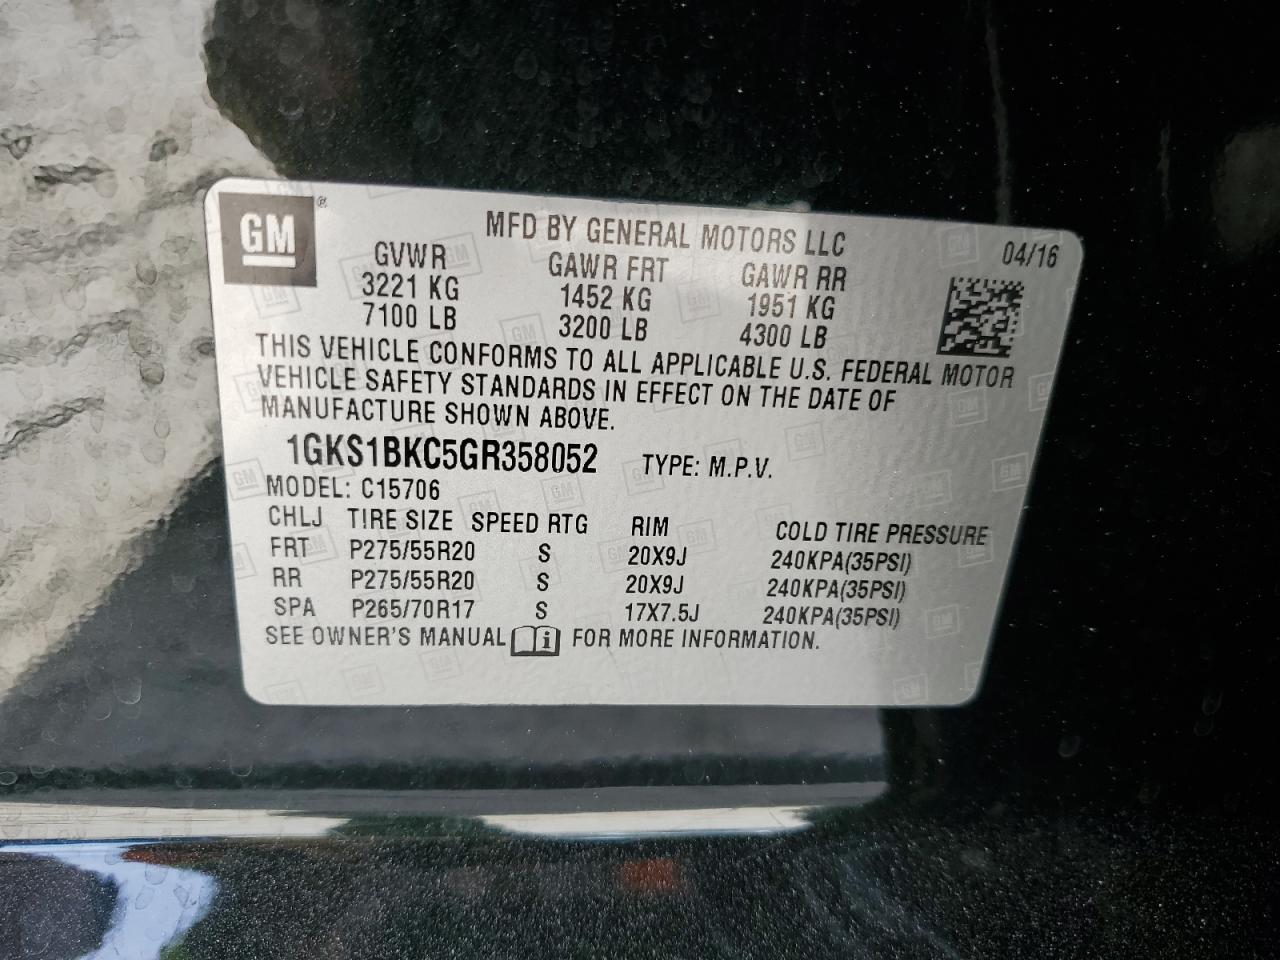 GM®
MFD BY GENERAL MOTORS LLC
04/16
GVWR GAWR FRT GAWR RR
3221 KG 1452 KG 1951 KG
7100 LB 3200 LB 4300 LB
THIS VEHICLE CONFORMS TO ALL APPLICABLE U.S. FEDERAL MOTOR
VEHICLE SAFETY STANDARDS IN EFFECT ON THE DATE OF
MANUFACTURE SHOWN ABOVE.
1GKS1BKC5GR358052 TYPE: M.P.V.
MODEL: C15706
CHLJ TIRE SIZE SPEED RTG RIM COLD TIRE PRESSURE
FRT P275/55R20 S 20X9J 240KPA(35PSI)
RR P275/55R20 S 20X9J 240KPA(35PSI)
SPA P265/70R17 S 17X7.5J 240KPA(35PSI)
SEE OWNER'S MANUAL i FOR MORE INFORMATION.